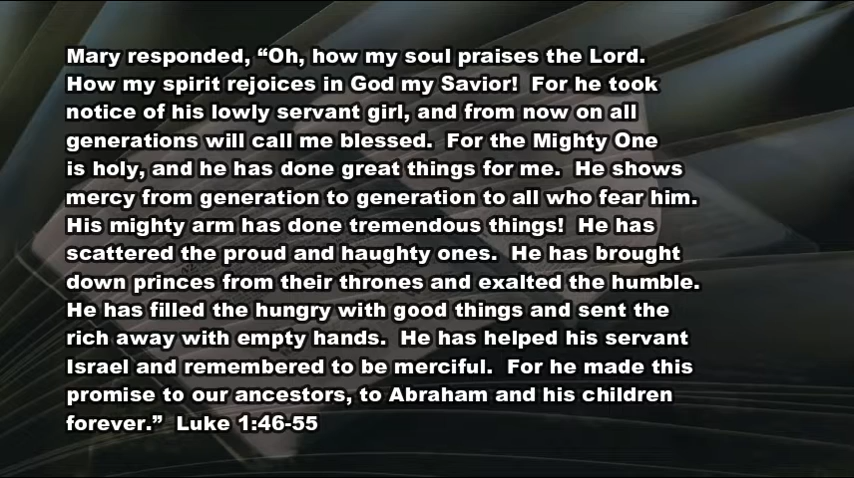 Mary responded, “Oh, how my soul praises the Lord.
How my spirit rejoices in God my Savior!  For he took
notice of his lowly servant girl, and from now on all
generations will call me blessed.  For the Mighty One
is holy, and he has done great things for me.  He shows
mercy from generation to generation to all who fear him.
His mighty arm has done tremendous things!  He has
scattered the proud and haughty ones.  He has brought
down princes from their thrones and exalted the humble.
He has filled the hungry with good things and sent the
rich away with empty hands.  He has helped his servant
Israel and remembered to be merciful.  For he made this
promise to our ancestors, to Abraham and his children
forever.”  Luke 1:46-55